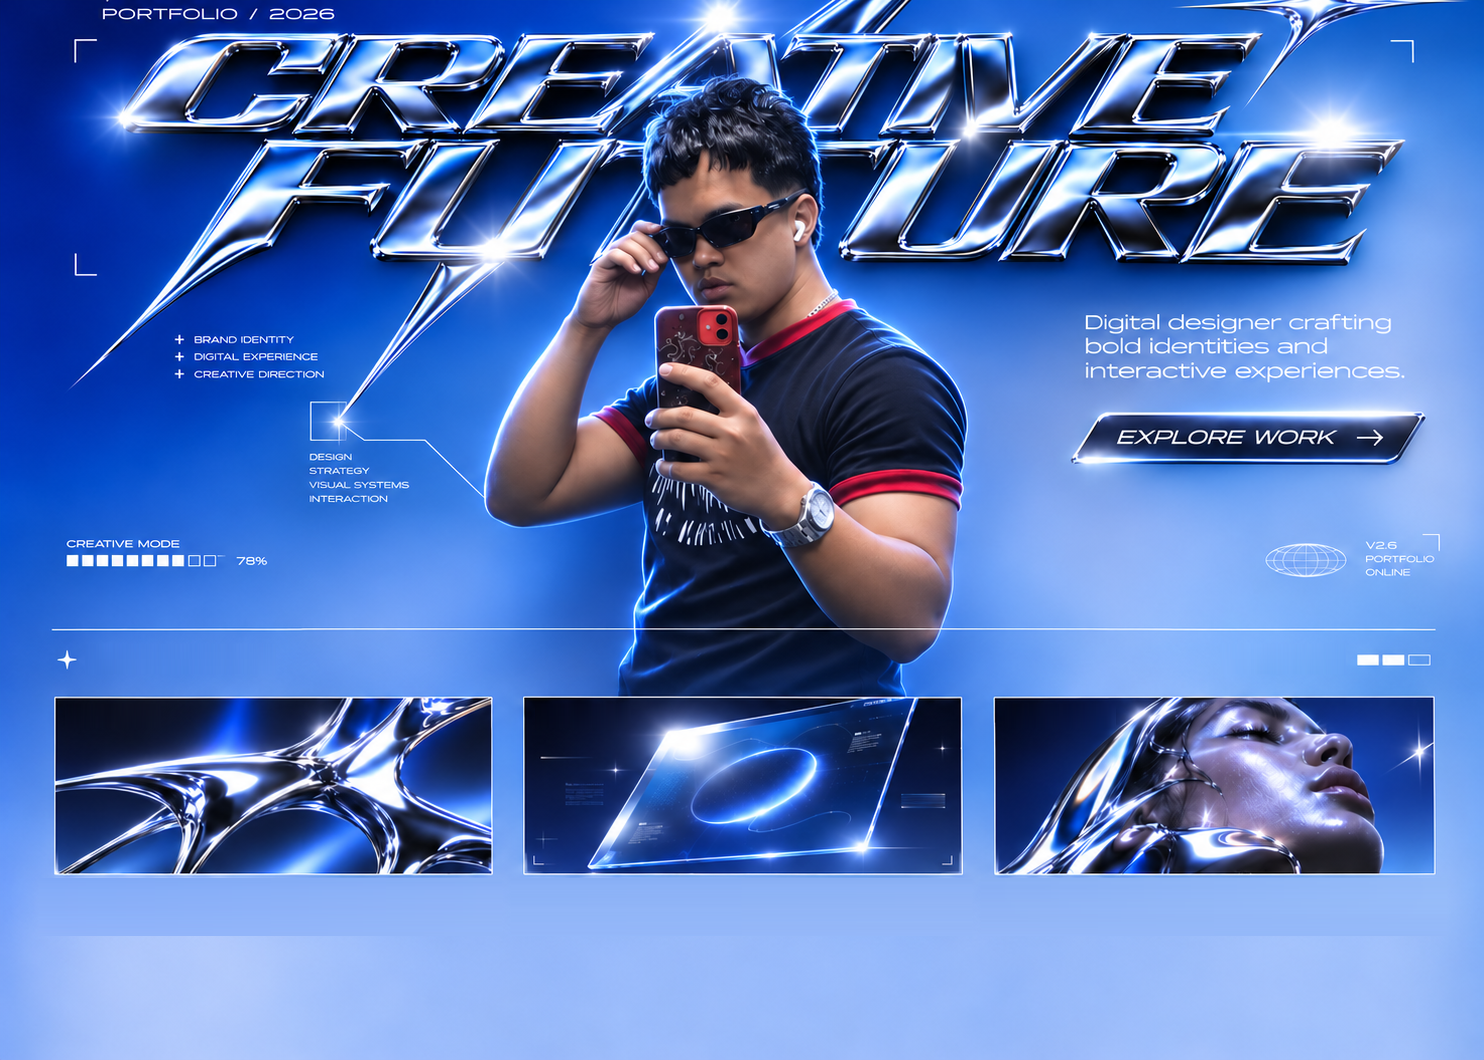 PORTFOLIO / 2026
CREATIVE
FUTURE
+ BRAND IDENTITY
+ DIGITAL EXPERIENCE
+ CREATIVE DIRECTION
DESIGN
STRATEGY
VISUAL SYSTEMS
INTERACTION
Digital designer crafting
bold identities and
interactive experiences.
EXPLORE WORK →
CREATIVE MODE
78%
V2.6
PORTFOLIO
ONLINE